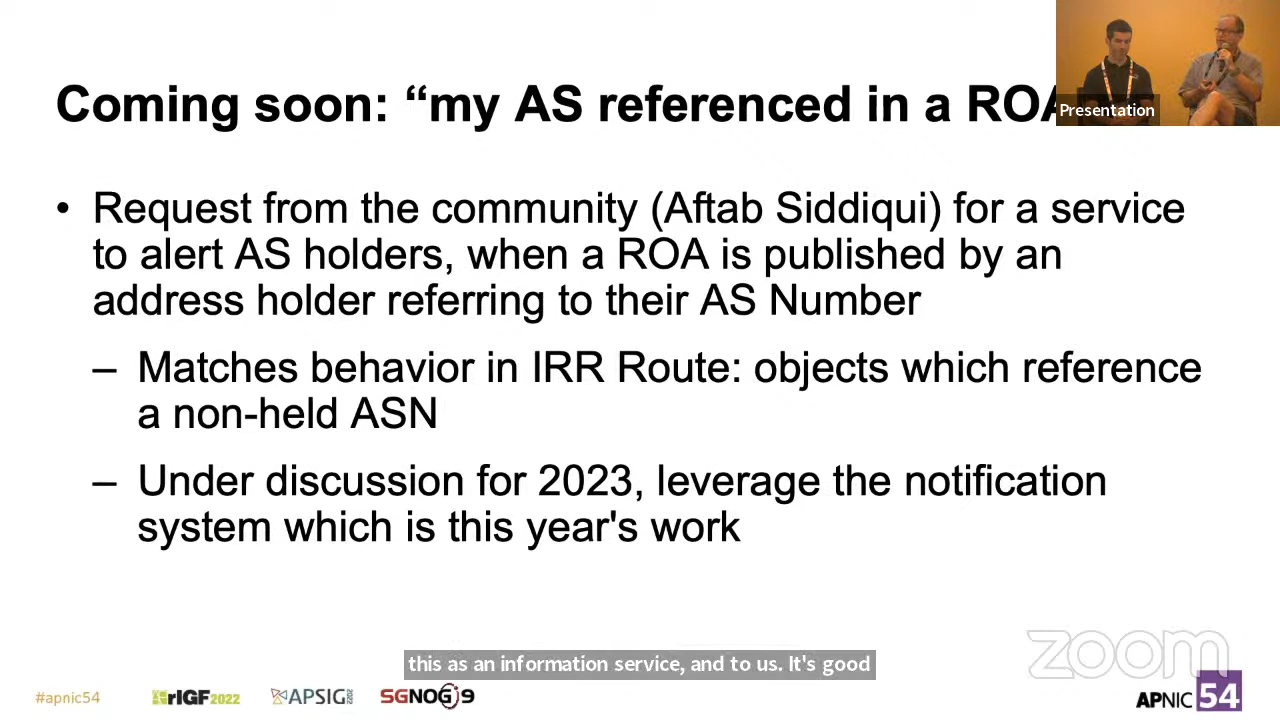 Coming soon: “my AS referenced in a ROA
Presentation
• Request from the community (Aftab Siddiqui) for a service
to alert AS holders, when a ROA is published by an
address holder referring to their AS Number
– Matches behavior in IRR Route: objects which reference
a non-held ASN
– Under discussion for 2023, leverage the notification
system which is this year's work
zoom
this as an information service, and to us. It's good
#apnic54
rIGF2022
APSIG
SGNOG9
APNIC 54